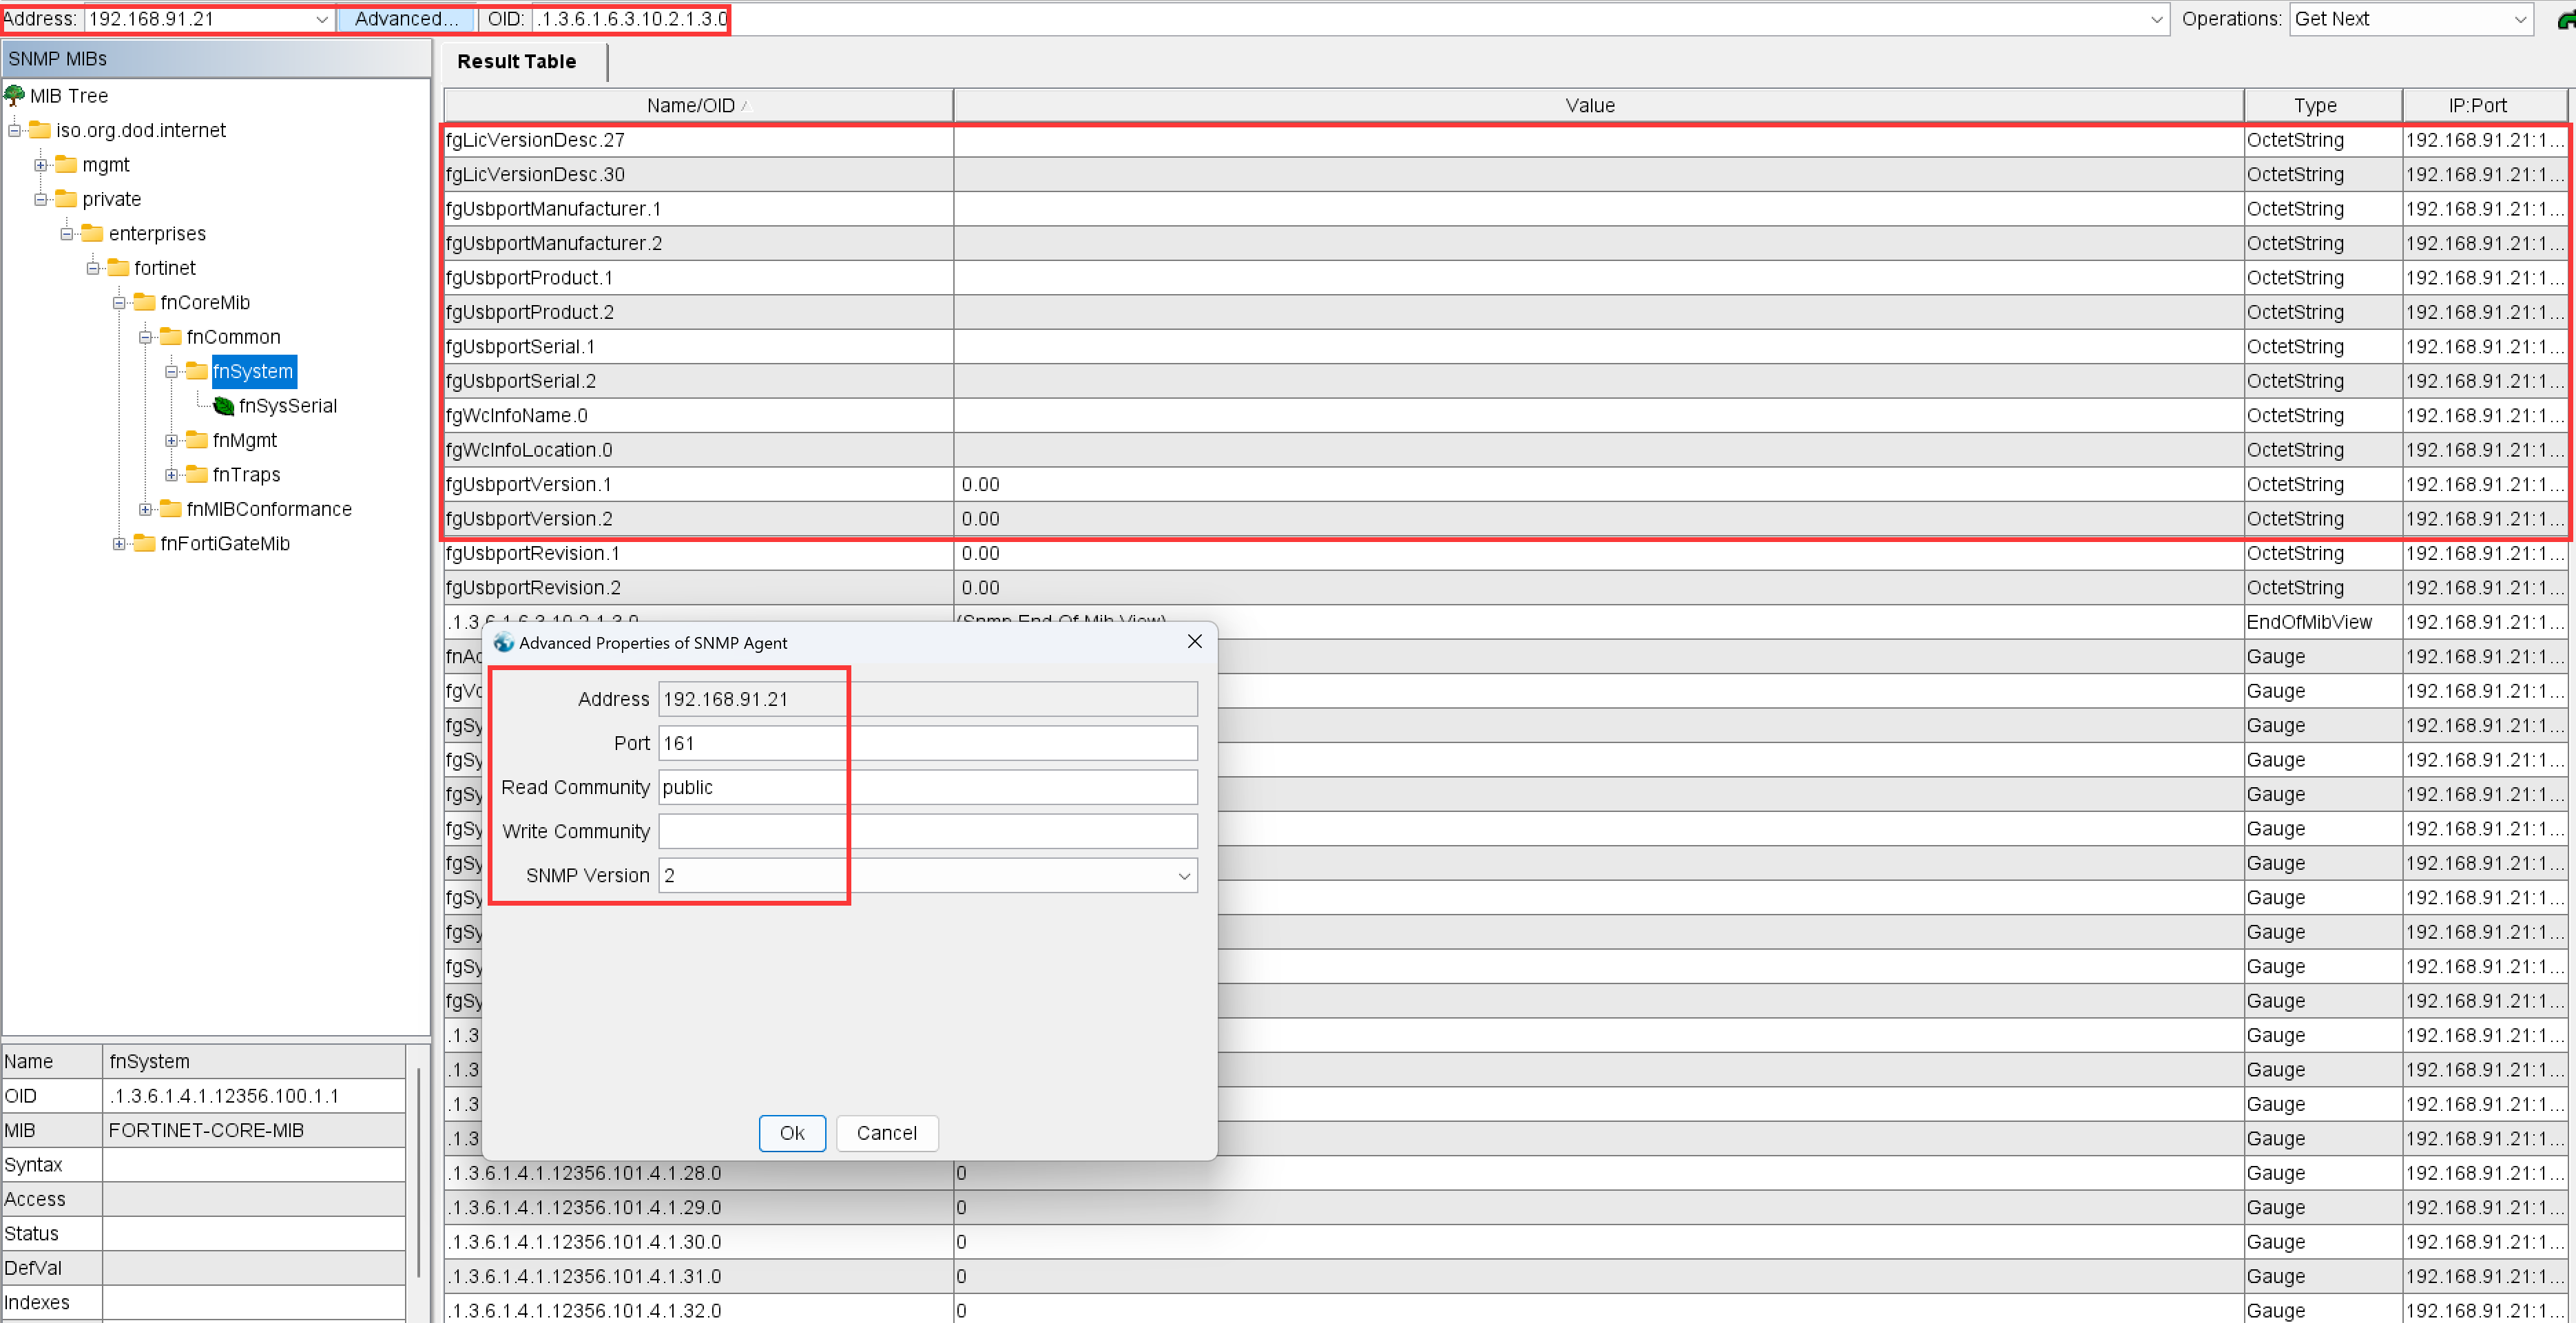 Address: 192.168.91.21 Advanced... OID: .1.3.6.1.6.3.10.2.1.3.0 Operations: Get Next
SNMP MIBs
MIB Tree
iso.org.dod.internet
mgmt
private
enterprises
fortinet
fnCoreMib
fnCommon
fnSystem
fnSysSerial
fnMgmt
fnTraps
fnMIBConformance
fnFortiGateMib
Name fnSystem
OID .1.3.6.1.4.1.12356.100.1.1
MIB FORTINET-CORE-MIB
Syntax
Access
Status
DefVal
Indexes
Result Table
Name/OID Value Type IP:Port
fgLicVersionDesc.27 OctetString 192.168.91.21:1...
fgLicVersionDesc.30 OctetString 192.168.91.21:1...
fgUsbportManufacturer.1 OctetString 192.168.91.21:1...
fgUsbportManufacturer.2 OctetString 192.168.91.21:1...
fgUsbportProduct.1 OctetString 192.168.91.21:1...
fgUsbportProduct.2 OctetString 192.168.91.21:1...
fgUsbportSerial.1 OctetString 192.168.91.21:1...
fgUsbportSerial.2 OctetString 192.168.91.21:1...
fgWcInfoName.0 OctetString 192.168.91.21:1...
fgWcInfoLocation.0 OctetString 192.168.91.21:1...
fgUsbportVersion.1 0.00 OctetString 192.168.91.21:1...
fgUsbportVersion.2 0.00 OctetString 192.168.91.21:1...
fgUsbportRevision.1 0.00 OctetString 192.168.91.21:1...
fgUsbportRevision.2 0.00 OctetString 192.168.91.21:1...
.1.3.6.1.6.3.10.2.1.3.0 (Snmp End Of Mib View) EndOfMibView 192.168.91.21:1...
fnAd Gauge 192.168.91.21:1...
fgVd Gauge 192.168.91.21:1...
fgSy Gauge 192.168.91.21:1...
fgSy Gauge 192.168.91.21:1...
fgSy Gauge 192.168.91.21:1...
fgSy Gauge 192.168.91.21:1...
fgSy Gauge 192.168.91.21:1...
fgSy Gauge 192.168.91.21:1...
fgSy Gauge 192.168.91.21:1...
fgSy Gauge 192.168.91.21:1...
fgSy Gauge 192.168.91.21:1...
.1.3 Gauge 192.168.91.21:1...
.1.3 Gauge 192.168.91.21:1...
.1.3 Gauge 192.168.91.21:1...
.1.3 Gauge 192.168.91.21:1...
.1.3.6.1.4.1.12356.101.4.1.28.0 0 Gauge 192.168.91.21:1...
.1.3.6.1.4.1.12356.101.4.1.29.0 0 Gauge 192.168.91.21:1...
.1.3.6.1.4.1.12356.101.4.1.30.0 0 Gauge 192.168.91.21:1...
.1.3.6.1.4.1.12356.101.4.1.31.0 0 Gauge 192.168.91.21:1...
.1.3.6.1.4.1.12356.101.4.1.32.0 0 Gauge 192.168.91.21:1...
Advanced Properties of SNMP Agent
Address 192.168.91.21
Port 161
Read Community public
Write Community
SNMP Version 2
Ok Cancel